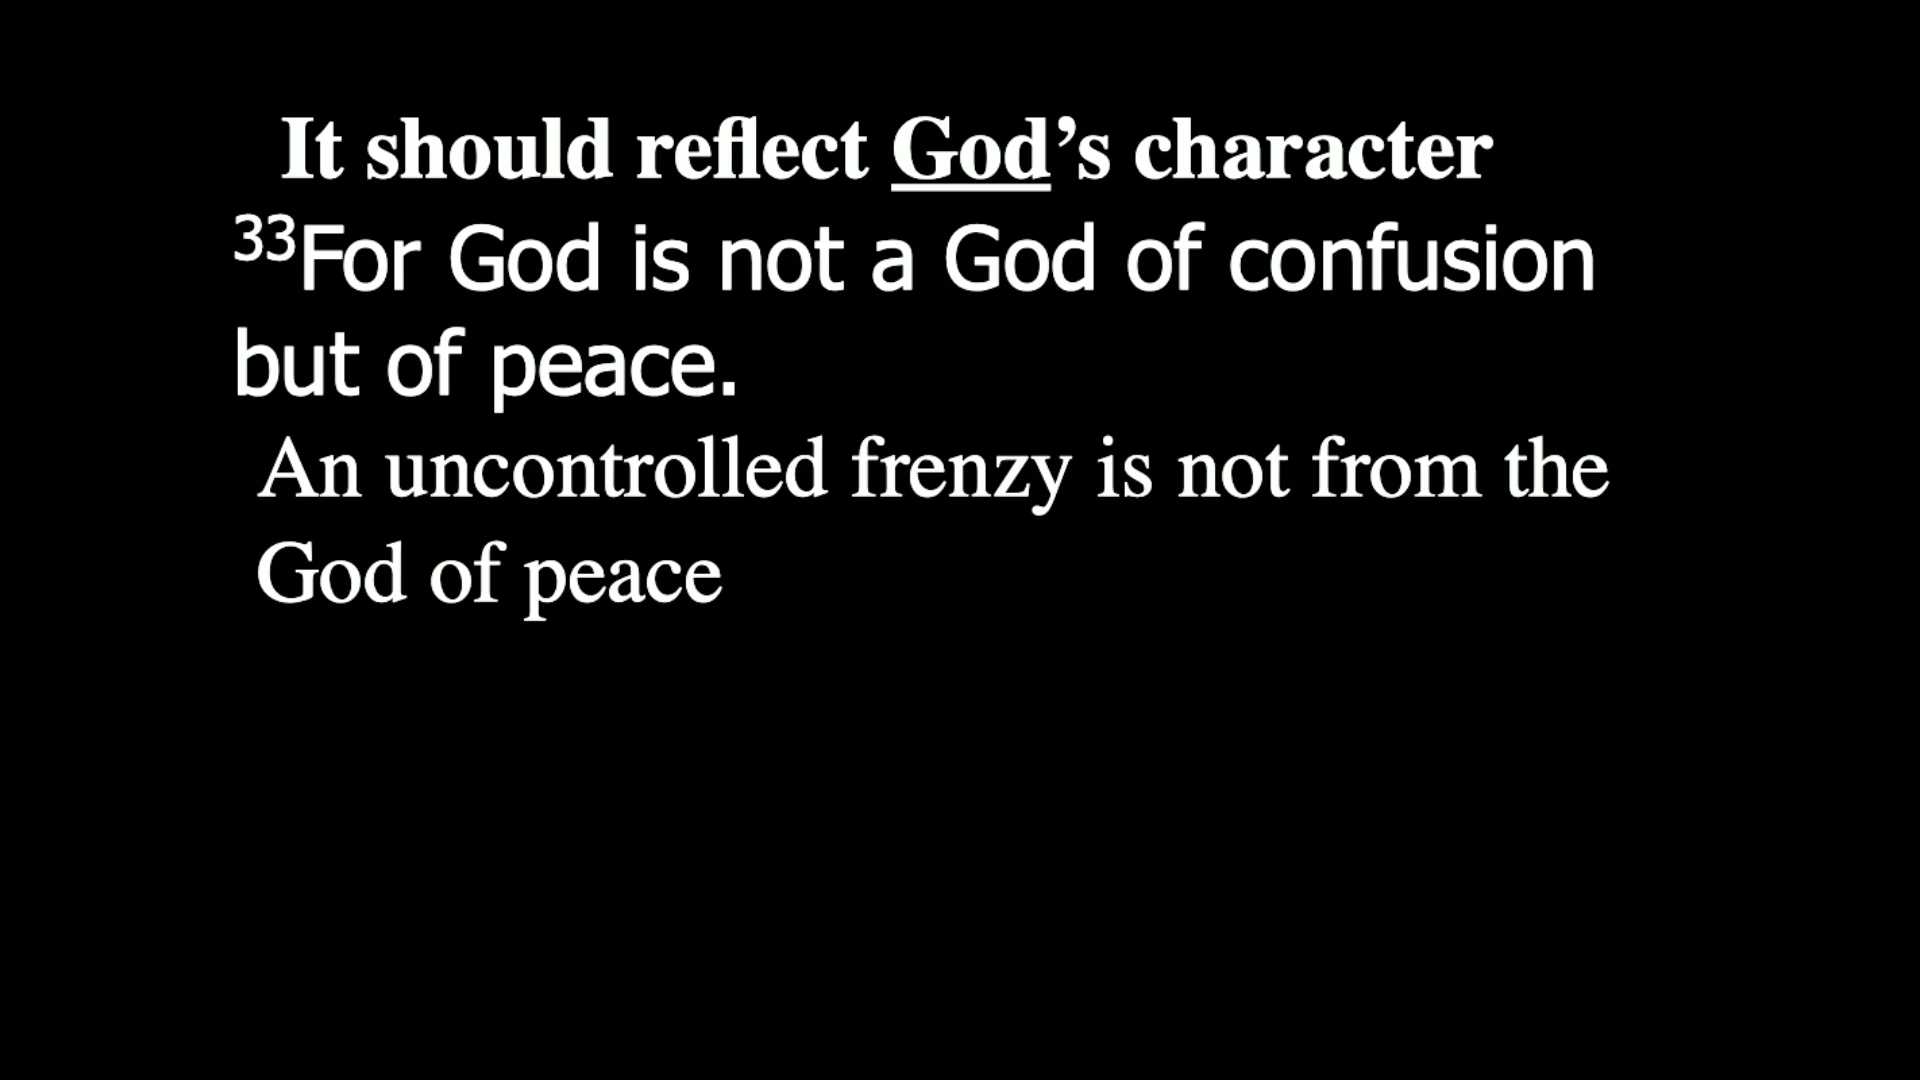 It should reflect God’s character
³³For God is not a God of confusion
but of peace.
An uncontrolled frenzy is not from the
God of peace